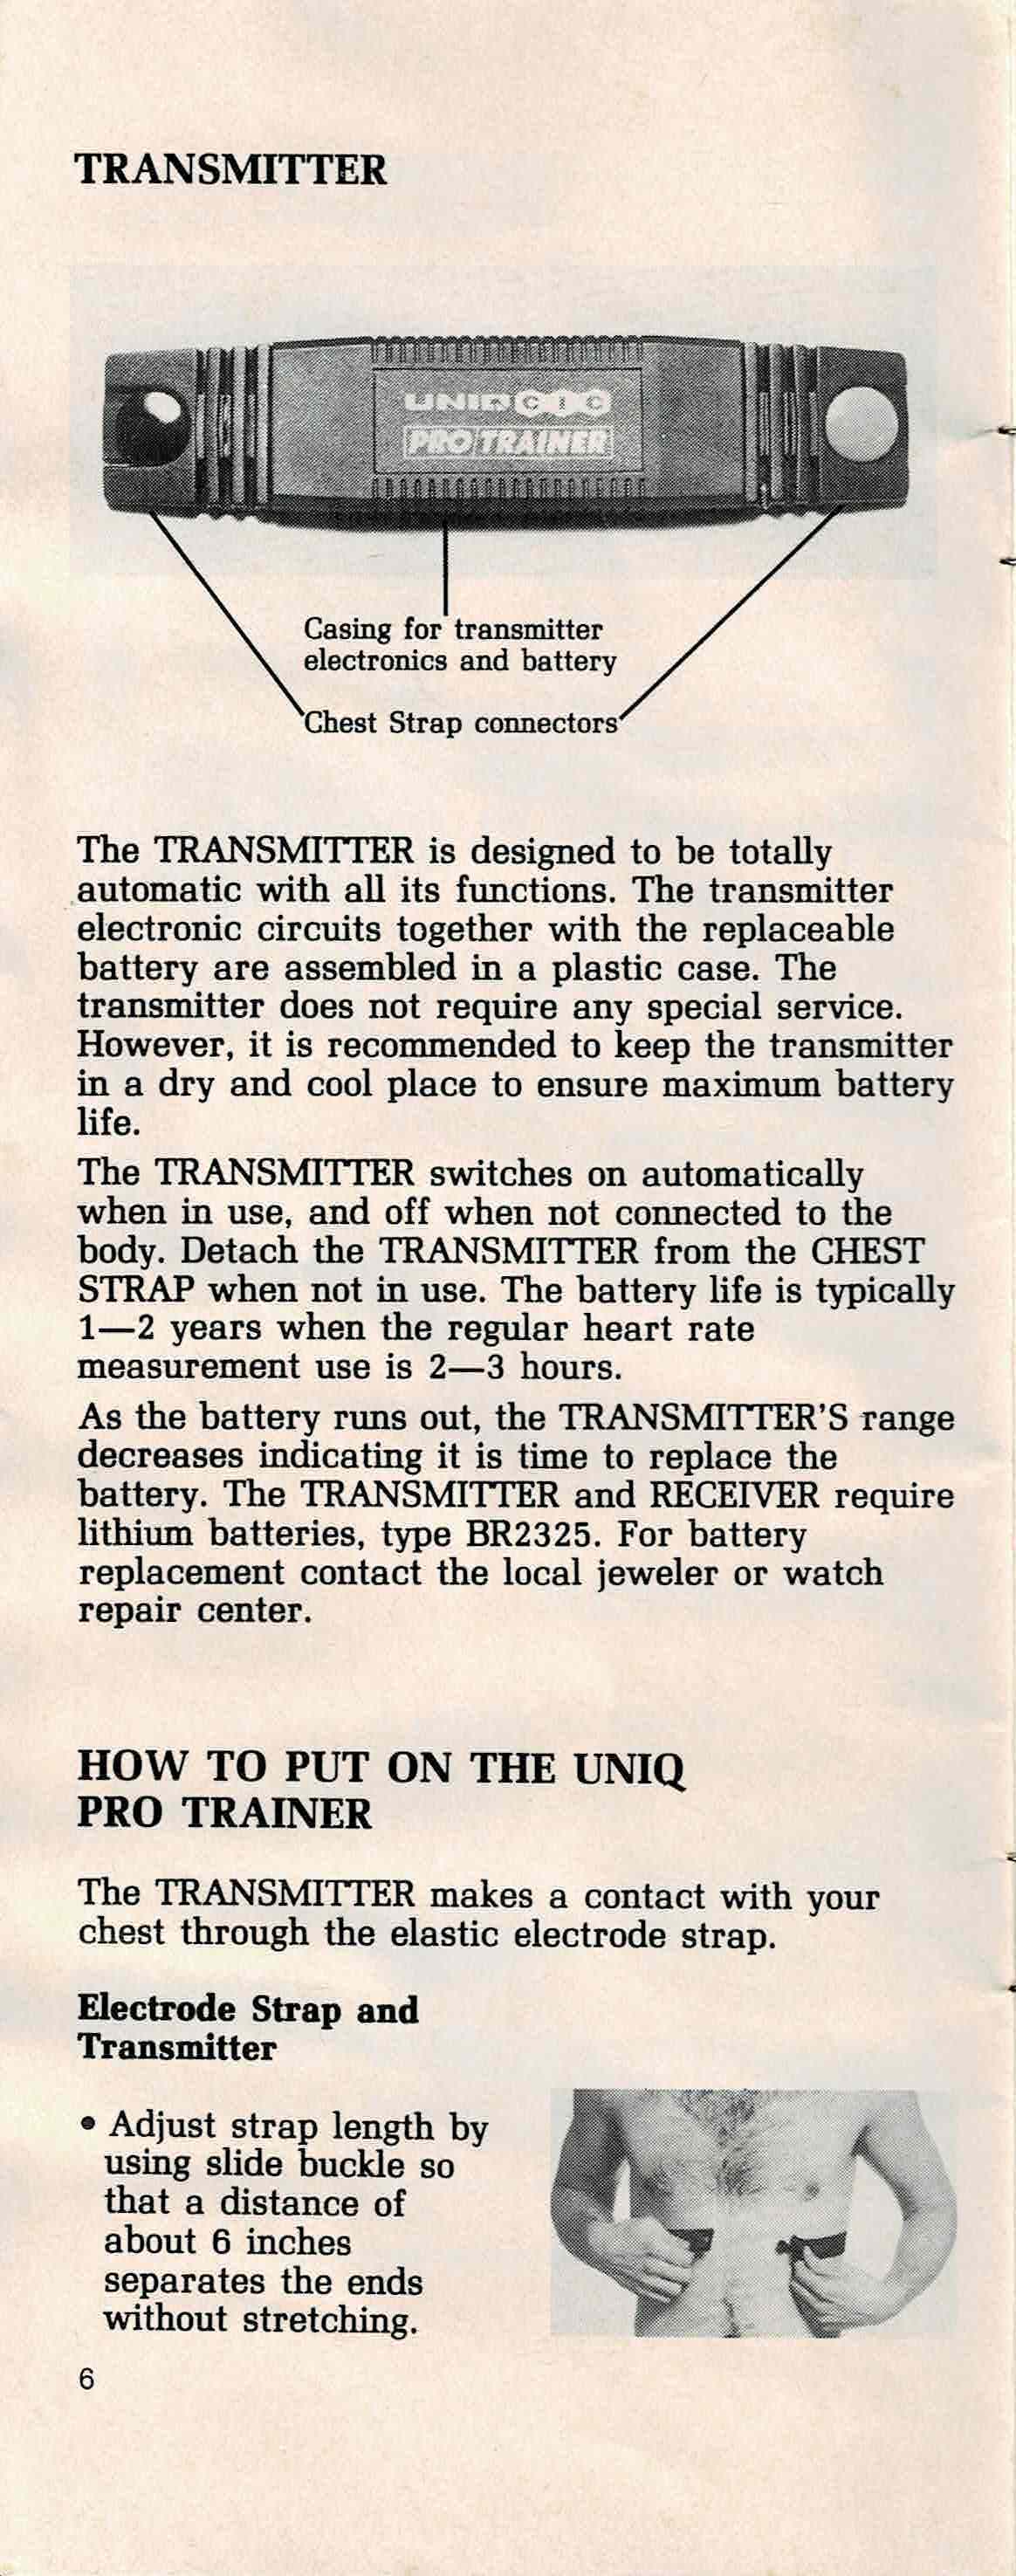 TRANSMITTER
UNIQ CIC
PRO TRAINER
Casing for transmitter
electronics and battery
Chest Strap connectors
The TRANSMITTER is designed to be totally
automatic with all its functions. The transmitter
electronic circuits together with the replaceable
battery are assembled in a plastic case. The
transmitter does not require any special service.
However, it is recommended to keep the transmitter
in a dry and cool place to ensure maximum battery
life.
The TRANSMITTER switches on automatically
when in use, and off when not connected to the
body. Detach the TRANSMITTER from the CHEST
STRAP when not in use. The battery life is typically
1—2 years when the regular heart rate
measurement use is 2—3 hours.
As the battery runs out, the TRANSMITTER'S range
decreases indicating it is time to replace the
battery. The TRANSMITTER and RECEIVER require
lithium batteries, type BR2325. For battery
replacement contact the local jeweler or watch
repair center.
HOW TO PUT ON THE UNIQ
PRO TRAINER
The TRANSMITTER makes a contact with your
chest through the elastic electrode strap.
Electrode Strap and
Transmitter
• Adjust strap length by
using slide buckle so
that a distance of
about 6 inches
separates the ends
without stretching.
6